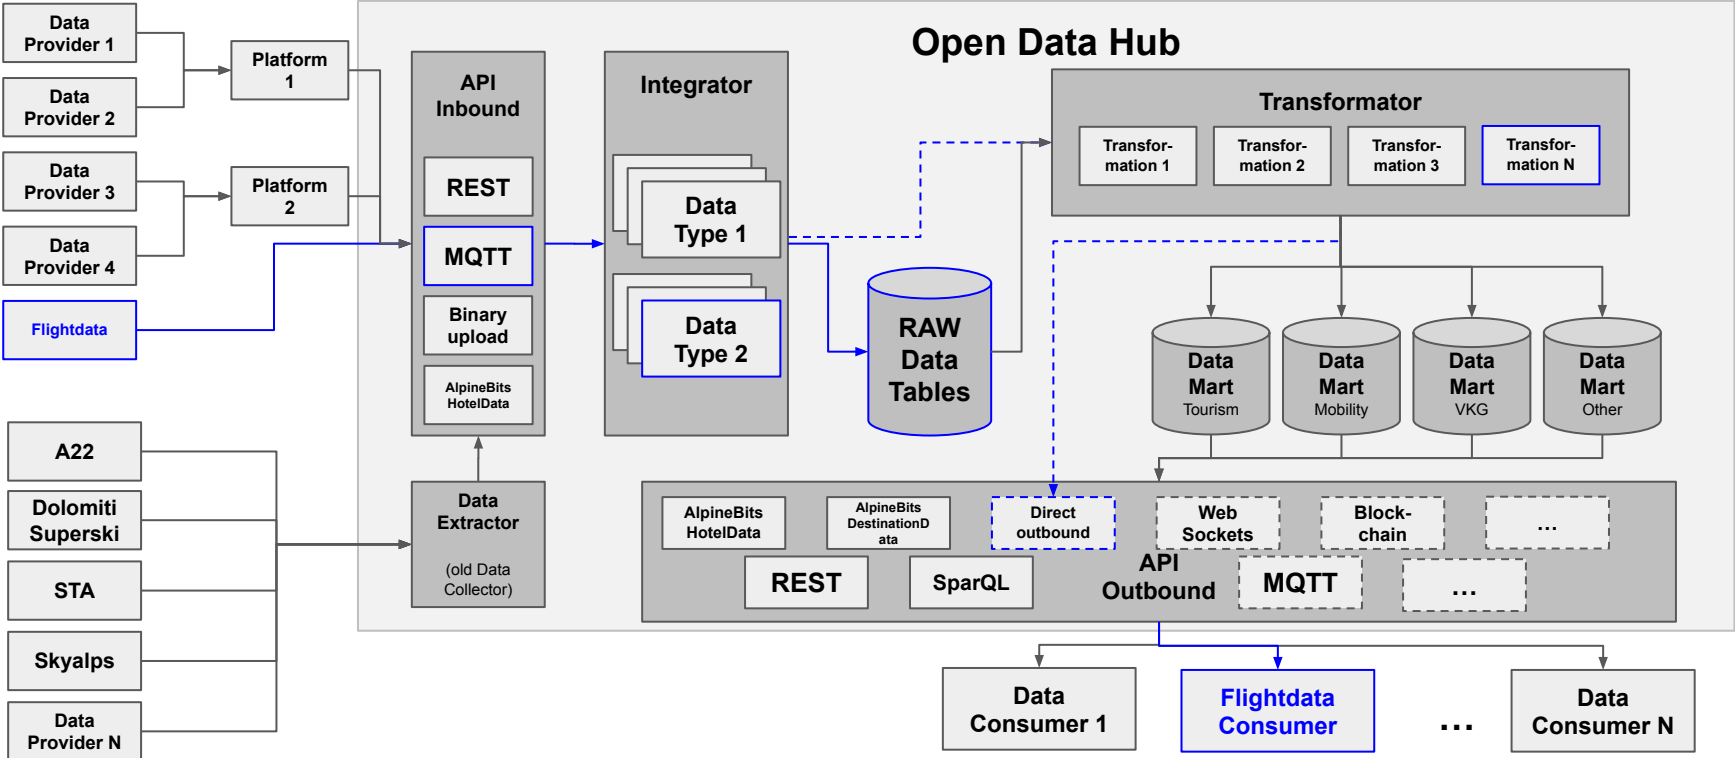 Open Data Hub
Data
Provider 1
Data
Provider 2
Data
Provider 3
Data
Provider 4
Flightdata
Platform
1
Platform
2
A22
Dolomiti
Superski
STA
Skyalps
Data
Provider N
API
Inbound
REST
MQTT
Binary
upload
AlpineBits
HotelData
Data
Extractor
(old Data
Collector)
Integrator
Data
Type 1
Data
Type 2
RAW
Data
Tables
Transformator
Transfor-
mation 1
Transfor-
mation 2
Transfor-
mation 3
Transfor-
mation N
Data
Mart
Tourism
Data
Mart
Mobility
Data
Mart
VKG
Data
Mart
Other
AlpineBits
HotelData
AlpineBits
DestinationD
ata
Direct
outbound
Web
Sockets
Block-
chain
...
REST
SparQL
API
Outbound
MQTT
...
Data
Consumer 1
Flightdata
Consumer
...
Data
Consumer N